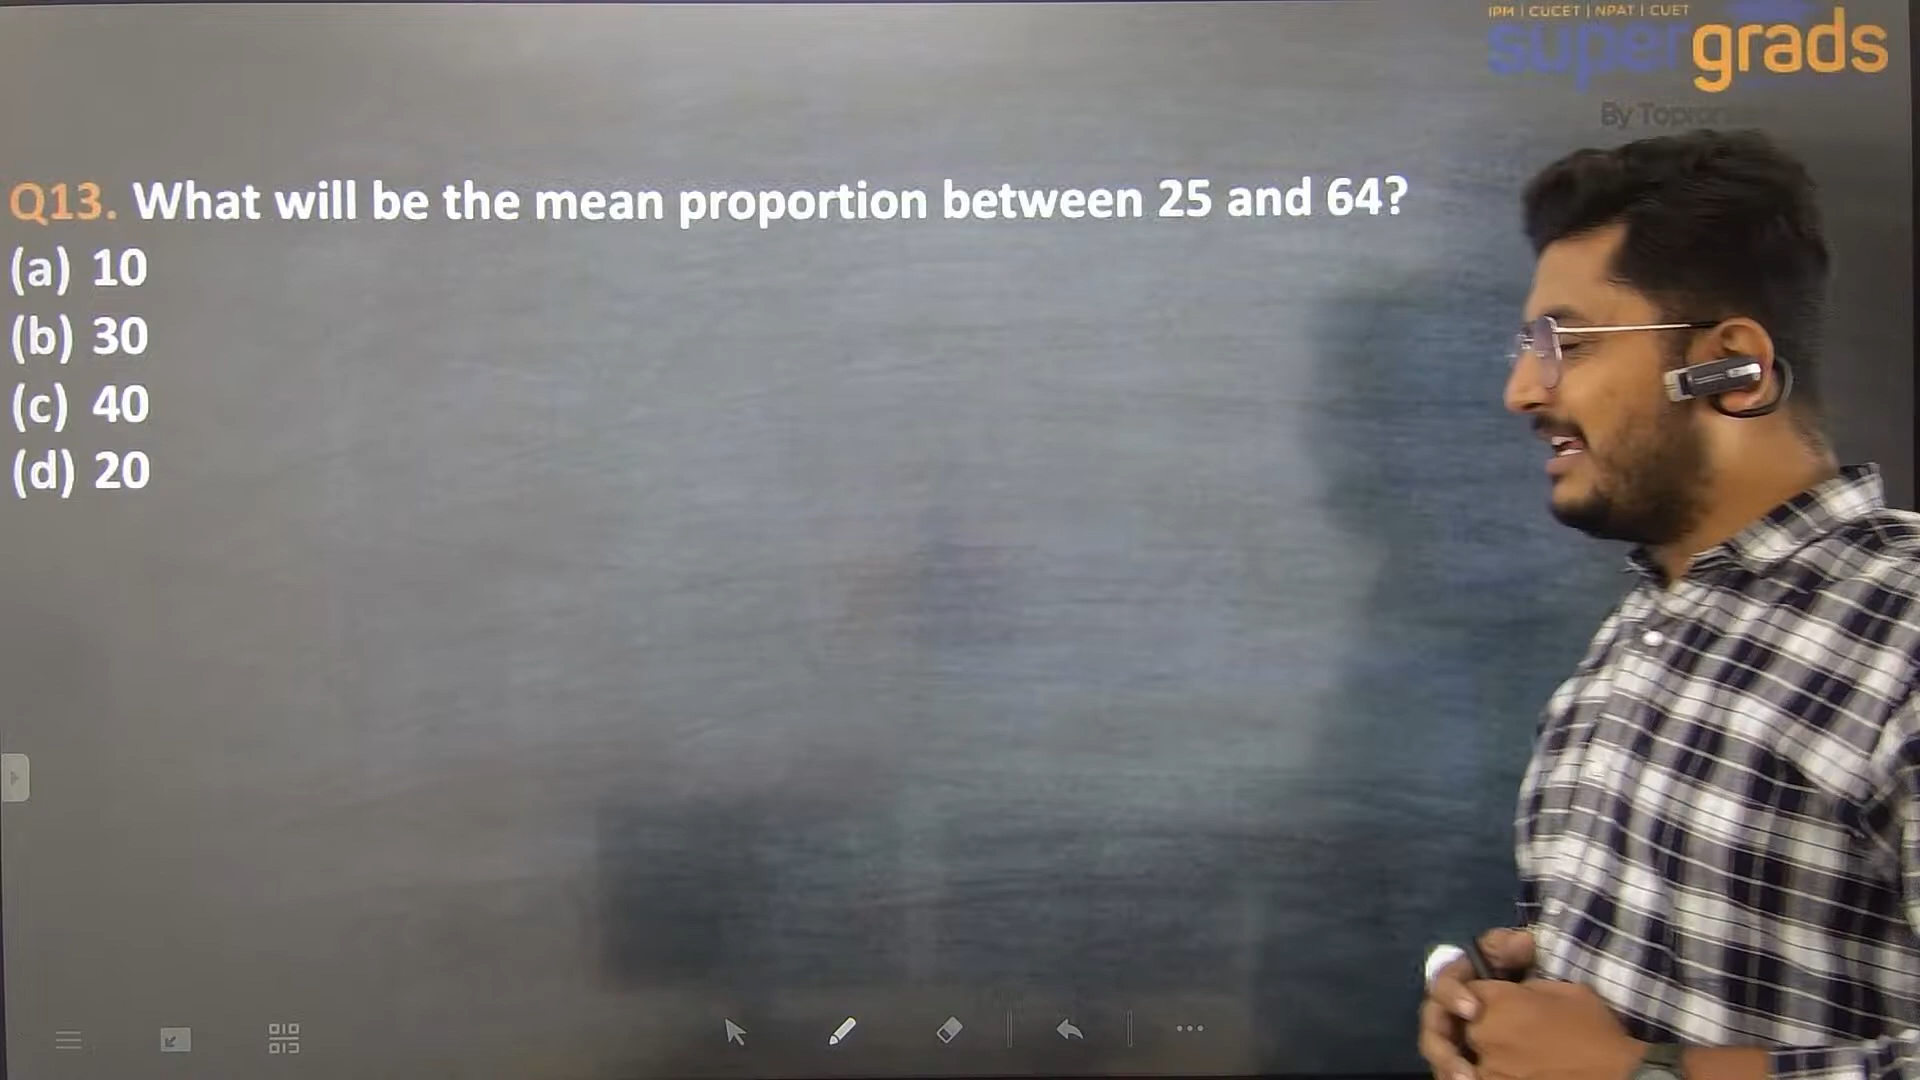 IPM | CUCET | NPAT | CUET
supergrads
By
Q13. What will be the mean proportion between 25 and 64?
(a) 10
(b) 30
(c) 40
(d) 20